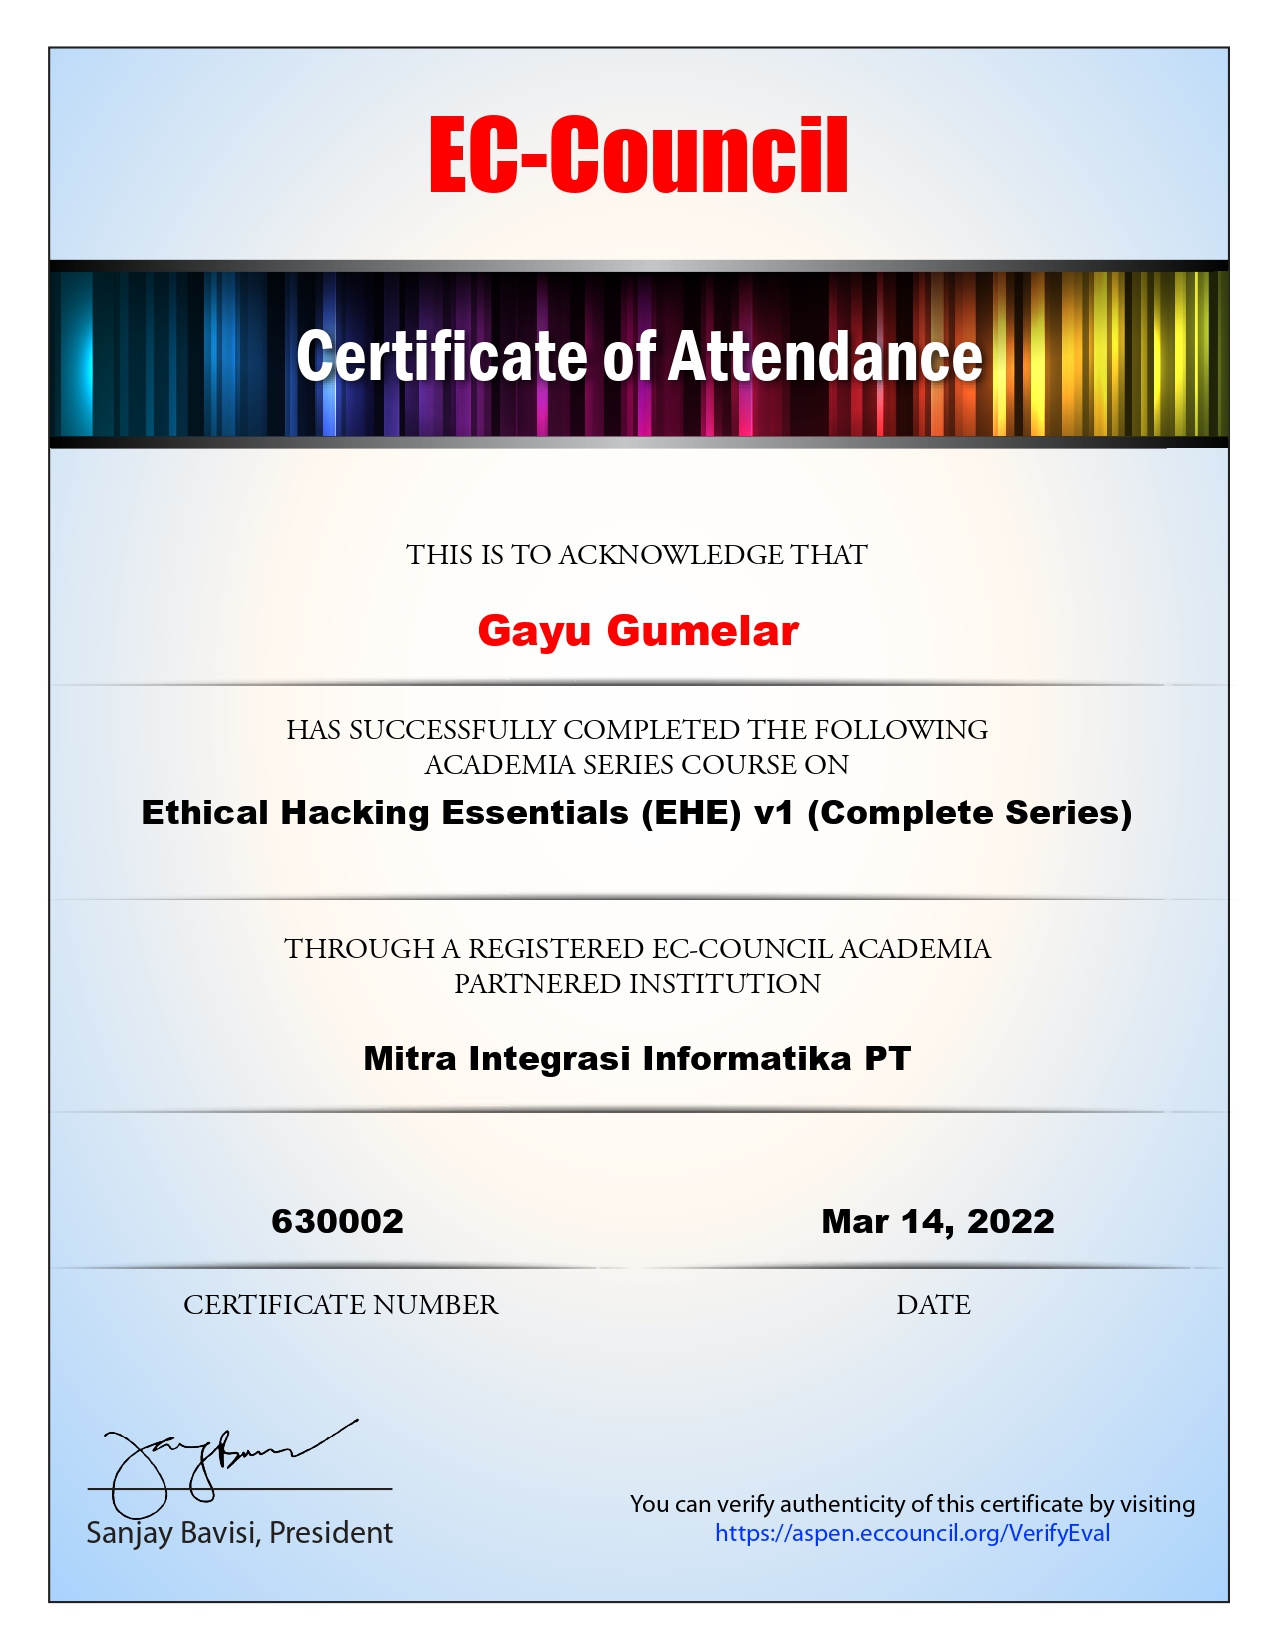 EC-Council
Certificate of Attendance
THIS IS TO ACKNOWLEDGE THAT
Gayu Gumelar
HAS SUCCESSFULLY COMPLETED THE FOLLOWING
ACADEMIA SERIES COURSE ON
Ethical Hacking Essentials (EHE) v1 (Complete Series)
THROUGH A REGISTERED EC-COUNCIL ACADEMIA
PARTNERED INSTITUTION
Mitra Integrasi Informatika PT
630002
Mar 14, 2022
CERTIFICATE NUMBER
DATE
Sanjay Bavisi, President
You can verify authenticity of this certificate by visiting
https://aspen.eccouncil.org/VerifyEval